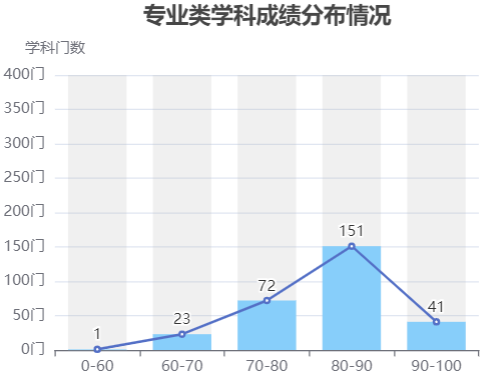 专业类学科成绩分布情况
学科门数
400门
350门
300门
250门
200门
150门
100门
50门
0门
1
23
72
151
41
0-60
60-70
70-80
80-90
90-100